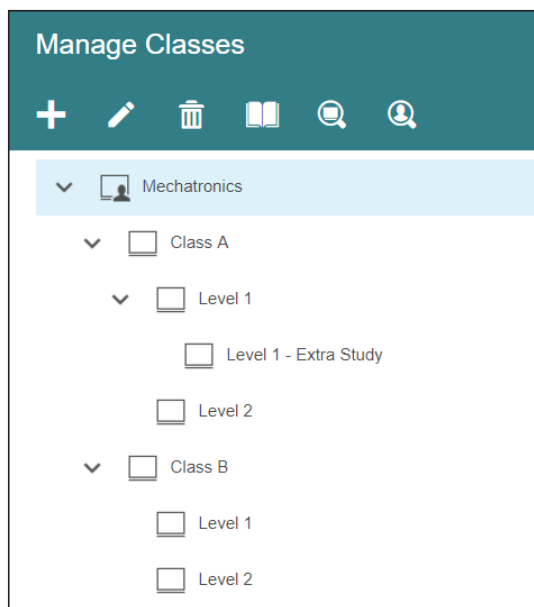 Manage Classes
Mechatronics
Class A
Level 1
Level 1 - Extra Study
Level 2
Class B
Level 1
Level 2